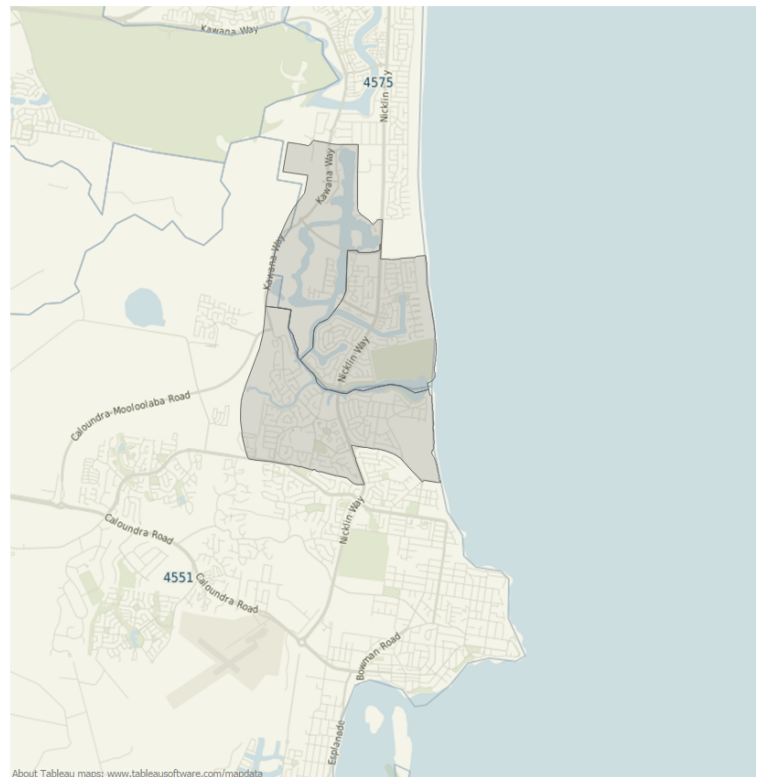 Kawana Way
4575
Nicklin Way
Kawana Way
Kawana Way
Nicklin Way
Caloundra-Mooloolaba Road
Nicklin Way
Caloundra Road
4551
Caloundra Road
Bowman Road
Esplanade
About Tableau maps: www.tableausoftware.com/mapdata